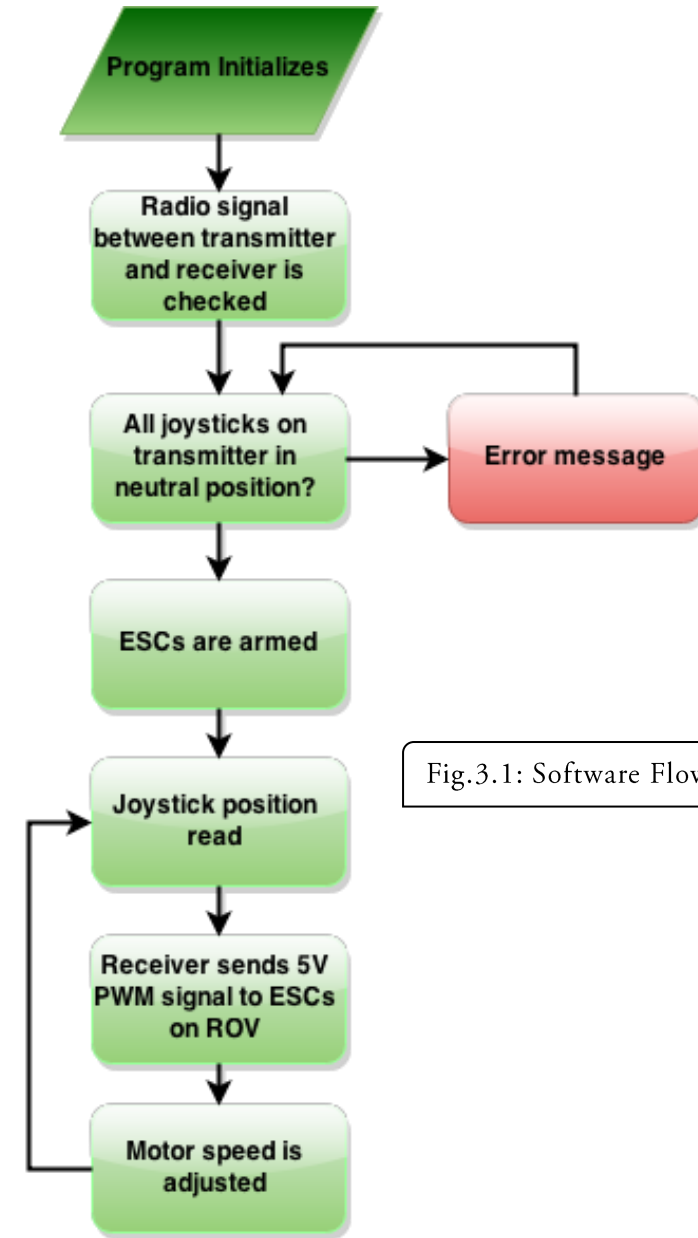 Program Initializes
Radio signal
between transmitter
and receiver is
checked
All joysticks on
transmitter in
neutral position?
Error message
ESCs are armed
Fig.3.1: Software
Joystick position
read
Receiver sends 5V
PWM signal to ESCs
on ROV
Motor speed is
adjusted